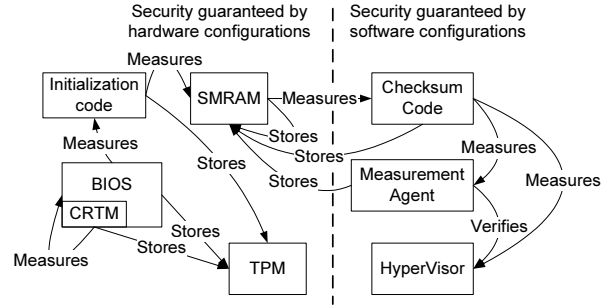 Security guaranteed by
hardware configurations
Security guaranteed by
software configurations
Measures
Initialization
code
SMRAM
Measures
Checksum
Code
Stores
Stores
Measures
Stores
Measures
BIOS
CRTM
Stores
Measurement
Agent
Measures
Stores
Stores
Verifies
Measures
TPM
HyperVisor